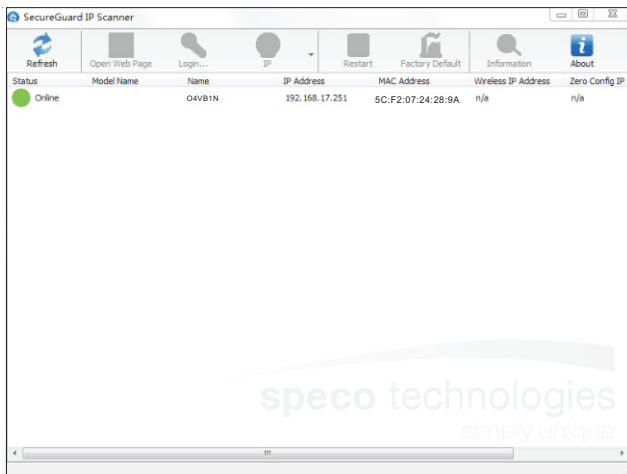 SecureGuard IP Scanner
Refresh Open Web Page Login... IP Restart Factory Default Information About
Status Model Name Name IP Address MAC Address Wireless IP Address Zero Config IP
Online O4VB1N 192.168.17.251 5C:F2:07:24:28:9A n/a n/a
speco technologies
simply unique